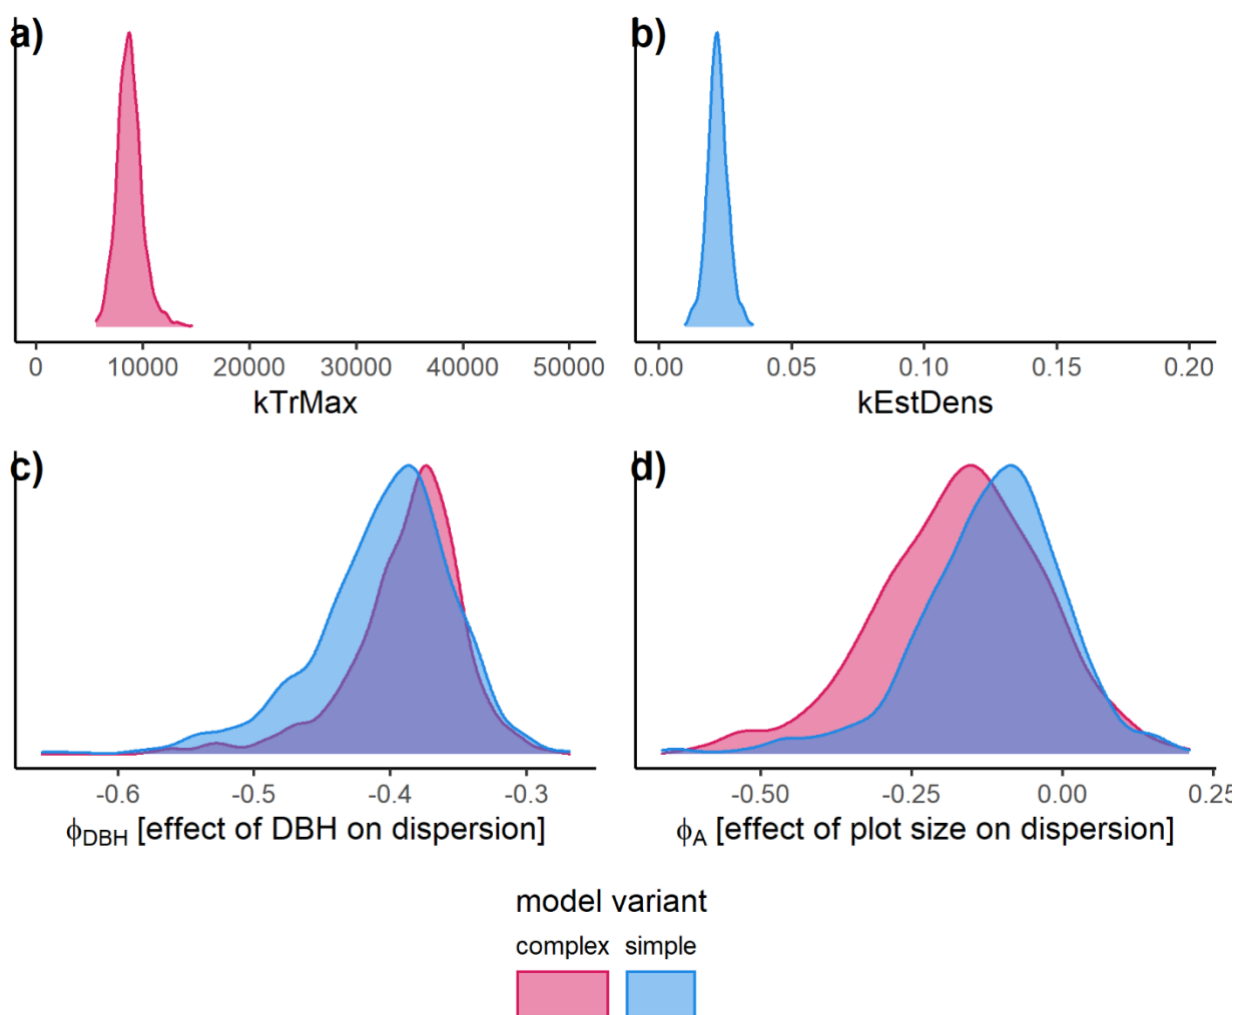 a)
b)
0 10000 20000 30000 40000 50000
0.00 0.05 0.10 0.15 0.20
kTrMax
kEstDens
c)
d)
-0.6 -0.5 -0.4 -0.3
-0.50 -0.25 0.00 0.25
ϕDBH [effect of DBH on dispersion]
ϕA [effect of plot size on dispersion]
model variant
complex simple